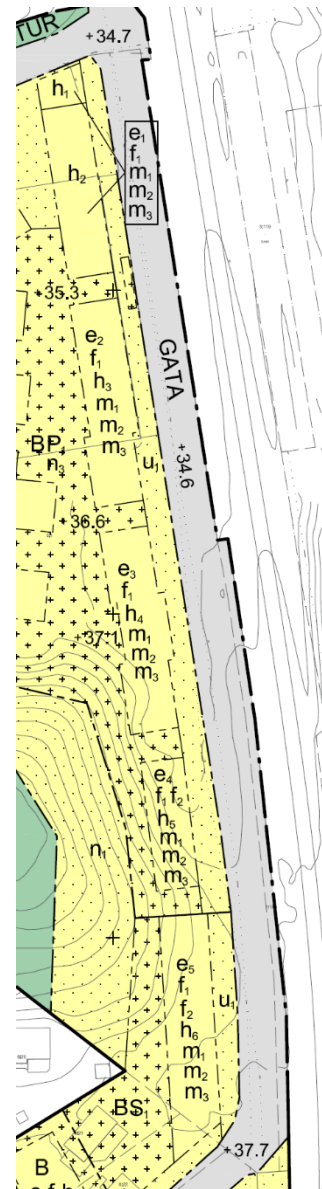 TUR
+34.7
h₁
e₁
f₁
m₁
m₂
m₃
h₂
+35.3
e₂
f₁
h₃
m₁
m₂
m₃
GATA
BP
n₃
u₁
+34.6
+36.6
e₃
f₁
h₄
m₁
m₂
m₃
+37.1
e₄
f₁ f₂
h₅
m₁
m₂
m₃
n₁
e₅
f₁
f₂
h₆
m₁
m₂
m₃
u₁
BS₁
B
+37.7